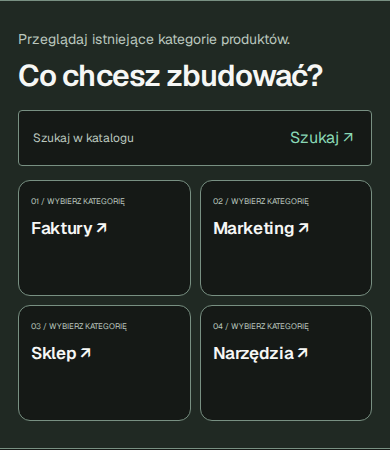 Przeglądaj istniejące kategorie produktów.
Co chcesz zbudować?
Szukaj w katalogu
Szukaj ↗
01 / WYBIERZ KATEGORIĘ
Faktury ↗
02 / WYBIERZ KATEGORIĘ
Marketing ↗
03 / WYBIERZ KATEGORIĘ
Sklep ↗
04 / WYBIERZ KATEGORIĘ
Narzędzia ↗